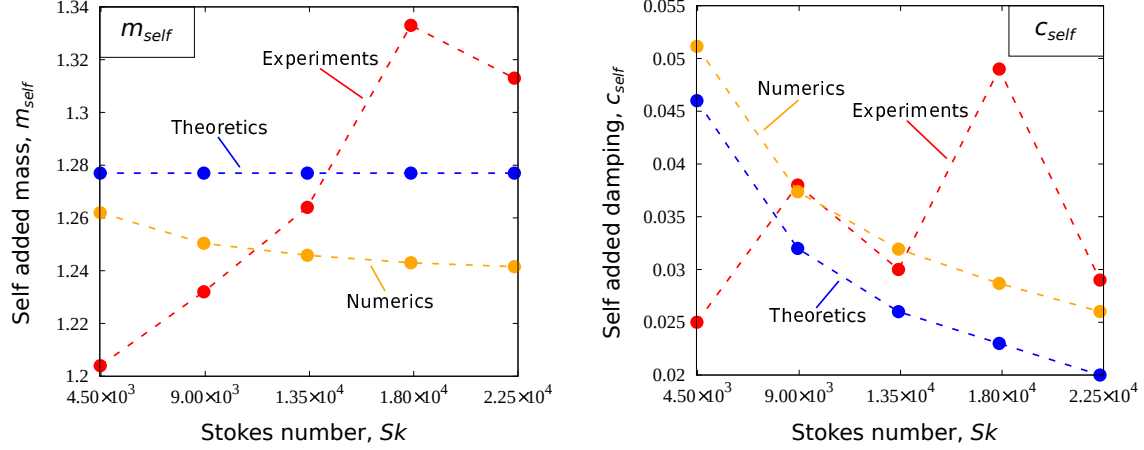 m_self
Experiments
Theoretics
Numerics
Self added mass, m_self
1.34
1.32
1.3
1.28
1.26
1.24
1.22
1.2
4.50×10³ 9.00×10³ 1.35×10⁴ 1.80×10⁴ 2.25×10⁴
Stokes number, Sk
c_self
Numerics
Experiments
Theoretics
Self added damping, c_self
0.055
0.05
0.045
0.04
0.035
0.03
0.025
0.02
4.50×10³ 9.00×10³ 1.35×10⁴ 1.80×10⁴ 2.25×10⁴
Stokes number, Sk